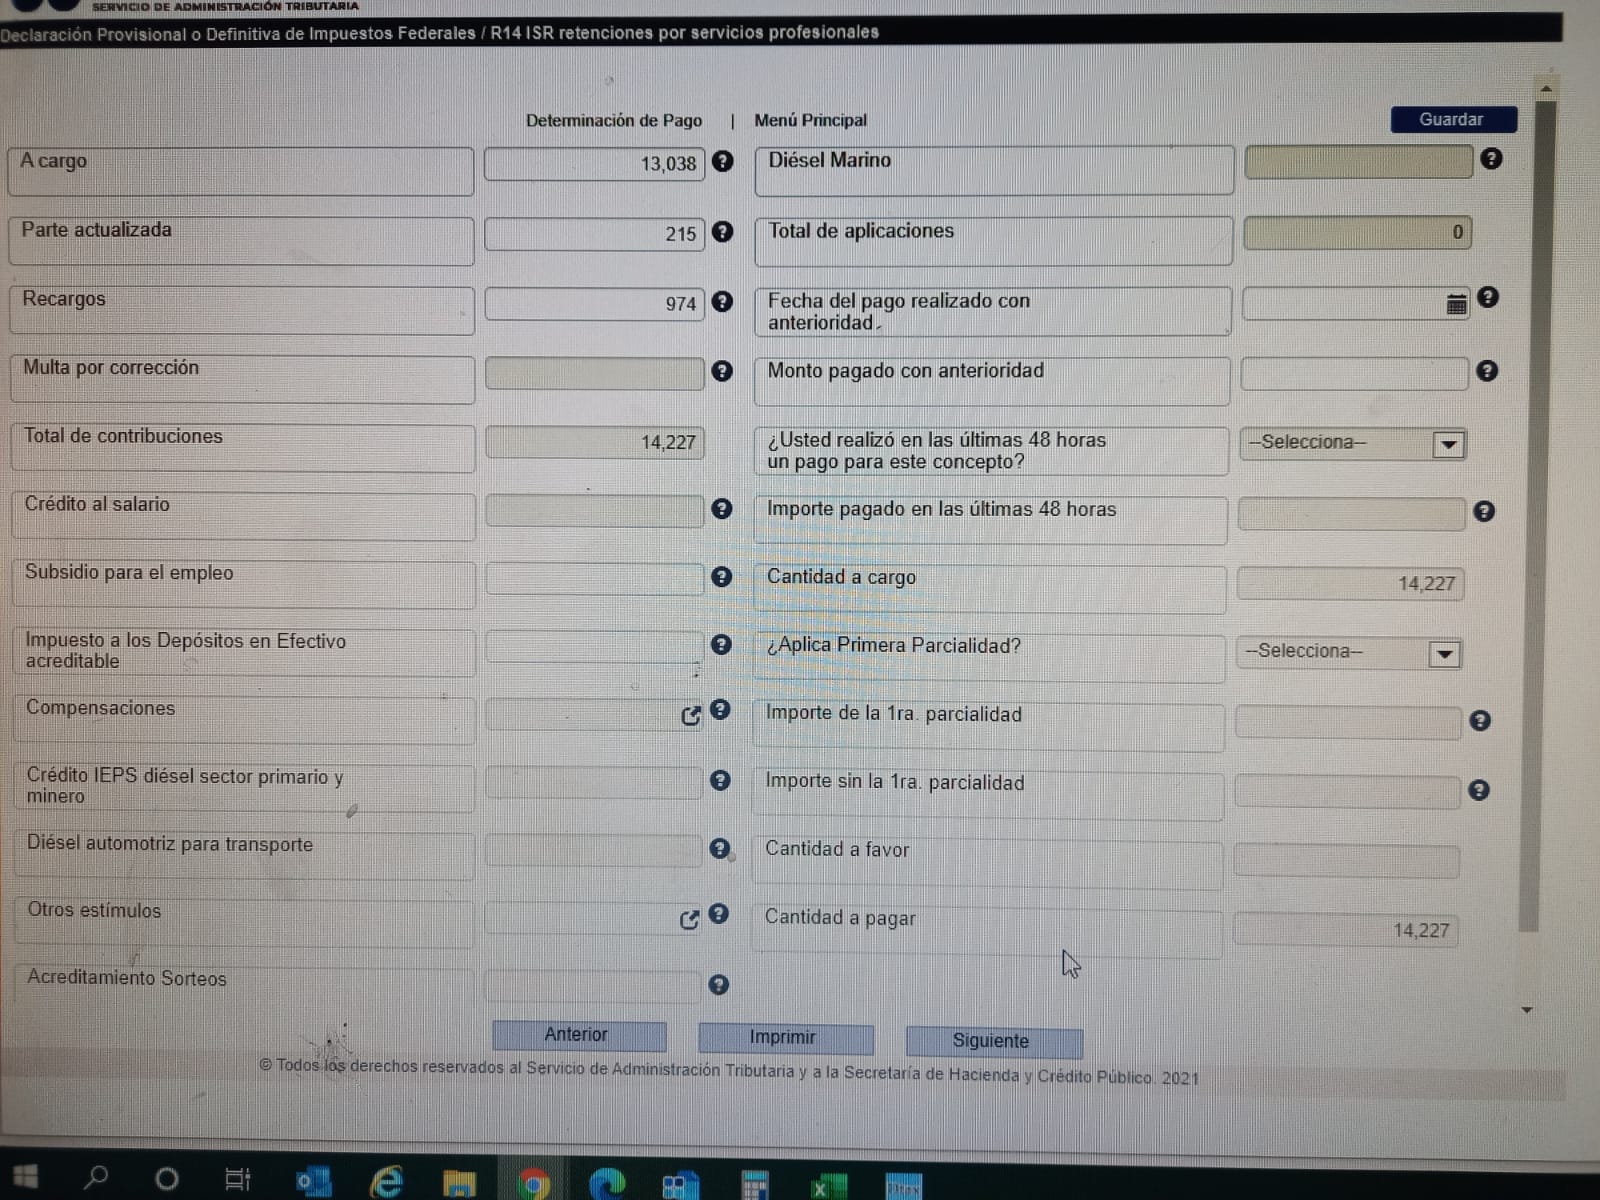 SERVICIO DE ADMINISTRACIÓN TRIBUTARIA
Declaración Provisional o Definitiva de Impuestos Federales / R14 ISR retenciones por servicios profesionales
Determinación de Pago | Menú Principal
Guardar
A cargo
13,038
Parte actualizada
215
Recargos
974
Multa por corrección
Total de contribuciones
14,227
Crédito al salario
Subsidio para el empleo
Impuesto a los Depósitos en Efectivo
acreditable
Compensaciones
Crédito IEPS diésel sector primario y
minero
Diésel automotriz para transporte
Otros estímulos
Acreditamiento Sorteos
Diésel Marino
Total de aplicaciones
0
Fecha del pago realizado con
anterioridad
Monto pagado con anterioridad
¿Usted realizó en las últimas 48 horas
un pago para este concepto?
--Selecciona--
Importe pagado en las últimas 48 horas
Cantidad a cargo
14,227
¿Aplica Primera Parcialidad?
--Selecciona--
Importe de la 1ra. parcialidad
Importe sin la 1ra. parcialidad
Cantidad a favor
Cantidad a pagar
14,227
Anterior
Imprimir
Siguiente
© Todos los derechos reservados al Servicio de Administración Tributaria y a la Secretaría de Hacienda y Crédito Público. 2021